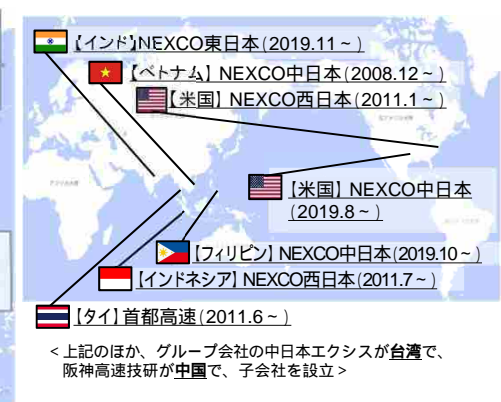 【インド】NEXCO東日本(2019.11～)
【ベトナム】NEXCO中日本(2008.12～)
【米国】NEXCO西日本(2011.1～)
【米国】NEXCO中日本
(2019.8～)
【フィリピン】NEXCO中日本(2019.10～)
【インドネシア】NEXCO西日本(2011.7～)
【タイ】首都高速(2011.6～)
<上記のほか、グループ会社の中日本エクシスが台湾で、
阪神高速技研が中国で、子会社を設立>